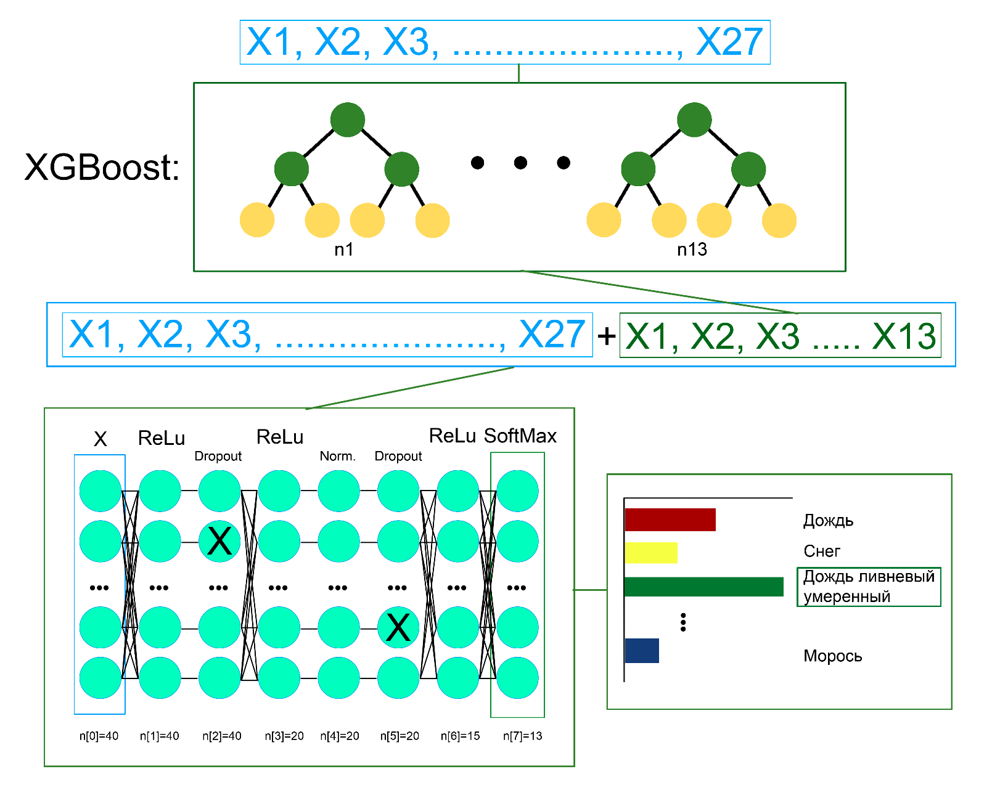 X1, X2, X3, ......................, X27
XGBoost:
n1
n13
X1, X2, X3, ......................, X27 + X1, X2, X3 ..... X13
X ReLu ReLu ReLu SoftMax
Dropout Norm. Dropout
X
X
n[0]=40 n[1]=40 n[2]=40 n[3]=20 n[4]=20 n[5]=20 n[6]=15 n[7]=13
Дождь
Снег
Дождь ливневый
умеренный
Морось